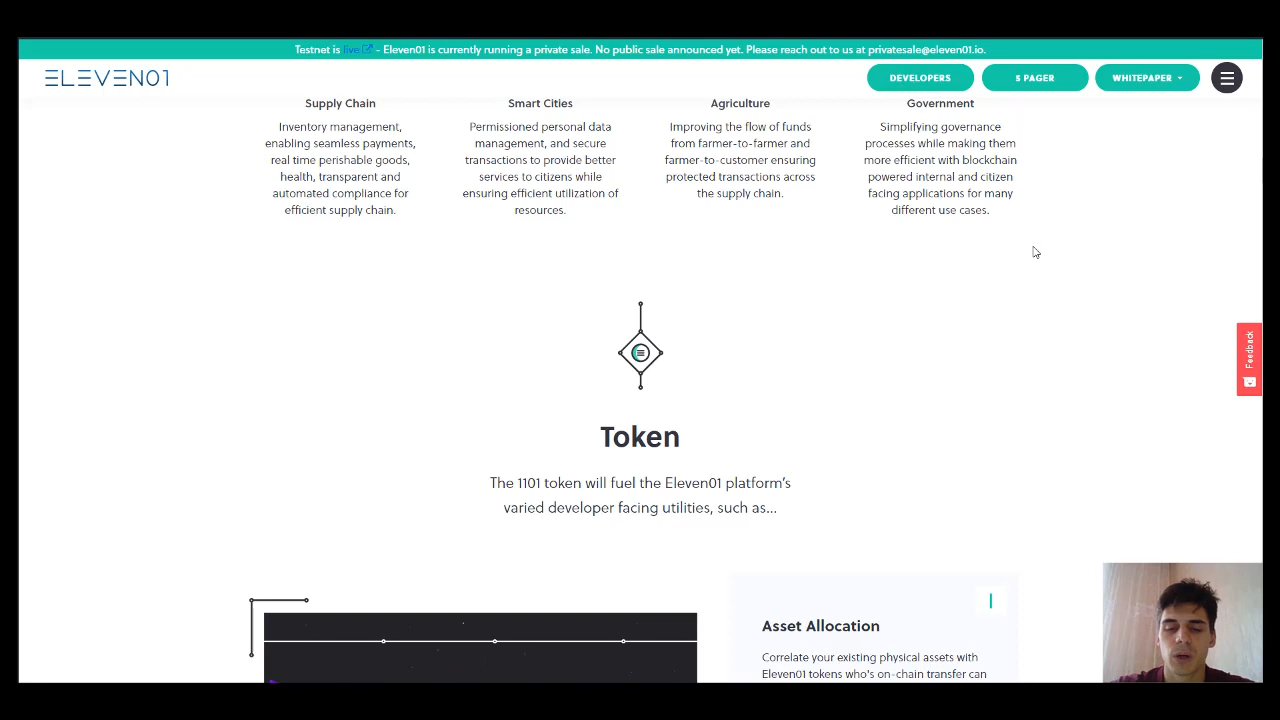 Testnet is live - Eleven01 is currently running a private sale. No public sale announced yet. Please reach out to us at privatesale@eleven01.io.
ELEVEN01
DEVELOPERS
5 PAGER
WHITEPAPER
Supply Chain
Inventory management,
enabling seamless payments,
real time perishable goods,
health, transparent and
automated compliance for
efficient supply chain.
Smart Cities
Permissioned personal data
management, and secure
transactions to provide better
services to citizens while
ensuring efficient utilization of
resources.
Agriculture
Improving the flow of funds
from farmer-to-farmer and
farmer-to-customer ensuring
protected transactions across
the supply chain.
Government
Simplifying governance
processes while making them
more efficient with blockchain
powered internal and citizen
facing applications for many
different use cases.
Feedback
Token
The 1101 token will fuel the Eleven01 platform's
varied developer facing utilities, such as...
Asset Allocation
Correlate your existing physical assets with
Eleven01 tokens who's on-chain transfer can